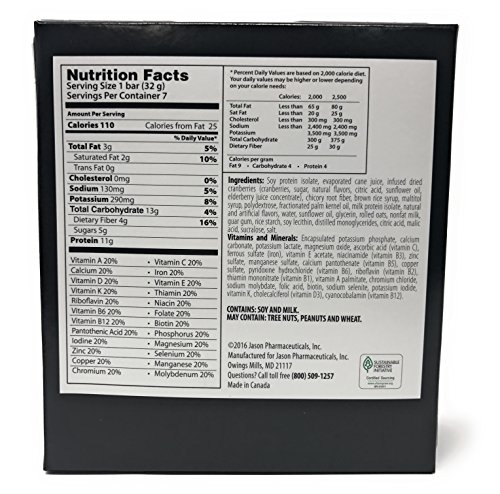 Nutrition Facts
Serving Size 1 bar (32 g)
Servings Per Container 7
Amount Per Serving
Calories 110 Calories from Fat 25
% Daily Value*
Total Fat 3g 5%
Saturated Fat 2g 10%
Trans Fat 0g
Cholesterol 0mg 0%
Sodium 130mg 5%
Potassium 290mg 8%
Total Carbohydrate 13g 4%
Dietary Fiber 4g 16%
Sugars 5g
Protein 11g
Vitamin A 20% • Vitamin C 20%
Calcium 20% • Iron 20%
Vitamin D 20% • Vitamin E 20%
Vitamin K 20% • Thiamin 20%
Riboflavin 20% • Niacin 20%
Vitamin B6 20% • Folate 20%
Vitamin B12 20% • Biotin 20%
Pantothenic Acid 20% • Phosphorus 20%
Iodine 20% • Magnesium 20%
Zinc 20% • Selenium 20%
Copper 20% • Manganese 20%
Chromium 20% • Molybdenum 20%
* Percent Daily Values are based on 2,000 calorie diet.
Your daily values may be higher or lower depending
on your calorie needs:
Calories: 2,000 2,500
Total Fat Less than 65 g 80 g
Sat Fat Less than 20 g 25 g
Cholesterol Less than 300 mg 300 mg
Sodium Less than 2,400 mg 2,400 mg
Potassium 3,500 mg 3,500 mg
Total Carbohydrate 300 g 375 g
Dietary Fiber 25 g 30 g
Calories per gram
Fat 9 • Carbohydrate 4 • Protein 4
Ingredients: Soy protein isolate, evaporated cane juice, infused dried
cranberries (cranberries, sugar, natural flavors, citric acid, sunflower oil,
elderberry juice concentrate), chicory root fiber, brown rice syrup, maltitol
syrup, polydextrose, fractionated palm kernel oil, milk protein isolate, natural
and artificial flavors, water, sunflower oil, glycerin, rolled oats, nonfat milk,
guar gum, rice starch, soy lecithin, distilled monoglycerides, citric acid, malic
acid, sucralose, salt.
Vitamins and Minerals: Encapsulated potassium phosphate, calcium
carbonate, potassium lactate, magnesium oxide, ascorbic acid (vitamin C),
ferrous sulfate (iron), vitamin E acetate, niacinamide (vitamin B3), zinc
sulfate, manganese sulfate, calcium pantothenate (vitamin B5), copper
sulfate, pyridoxine hydrochloride (vitamin B6), riboflavin (vitamin B2),
thiamin mononitrate (vitamin B1), vitamin A palmitate, chromium chloride,
sodium molybdate, folic acid, biotin, sodium selenite, potassium iodate,
vitamin K, cholecalciferol (vitamin D3), cyanocobalamin (vitamin B12).
CONTAINS: SOY AND MILK.
MAY CONTAIN: TREE NUTS, PEANUTS AND WHEAT.
©2016 Jason Pharmaceuticals, Inc.
Manufactured for Jason Pharmaceuticals, Inc.
Owings Mills, MD 21117
Questions? Call toll free (800) 509-1257
Made in Canada
SUSTAINABLE
FORESTRY
INITIATIVE
Certified Sourcing